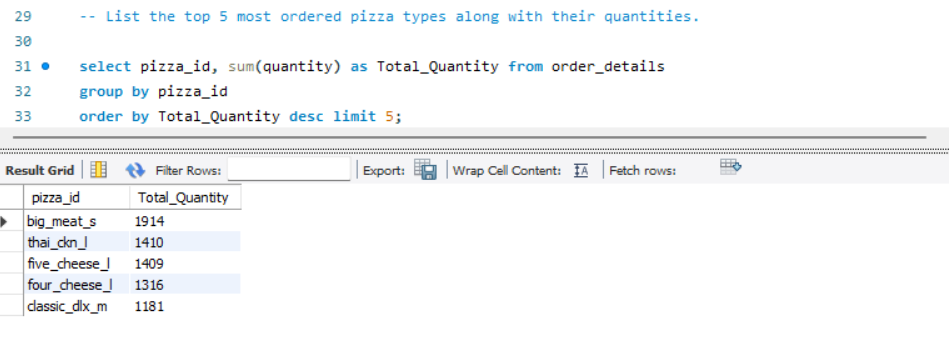 29 -- List the top 5 most ordered pizza types along with their quantities.
30
31 select pizza_id, sum(quantity) as Total_Quantity from order_details
32 group by pizza_id
33 order by Total_Quantity desc limit 5;
Result Grid Filter Rows: Export: Wrap Cell Content: IA Fetch rows:
pizza_id Total_Quantity
big_meat_s 1914
thai_ckn_l 1410
five_cheese_l 1409
four_cheese_l 1316
classic_dlx_m 1181